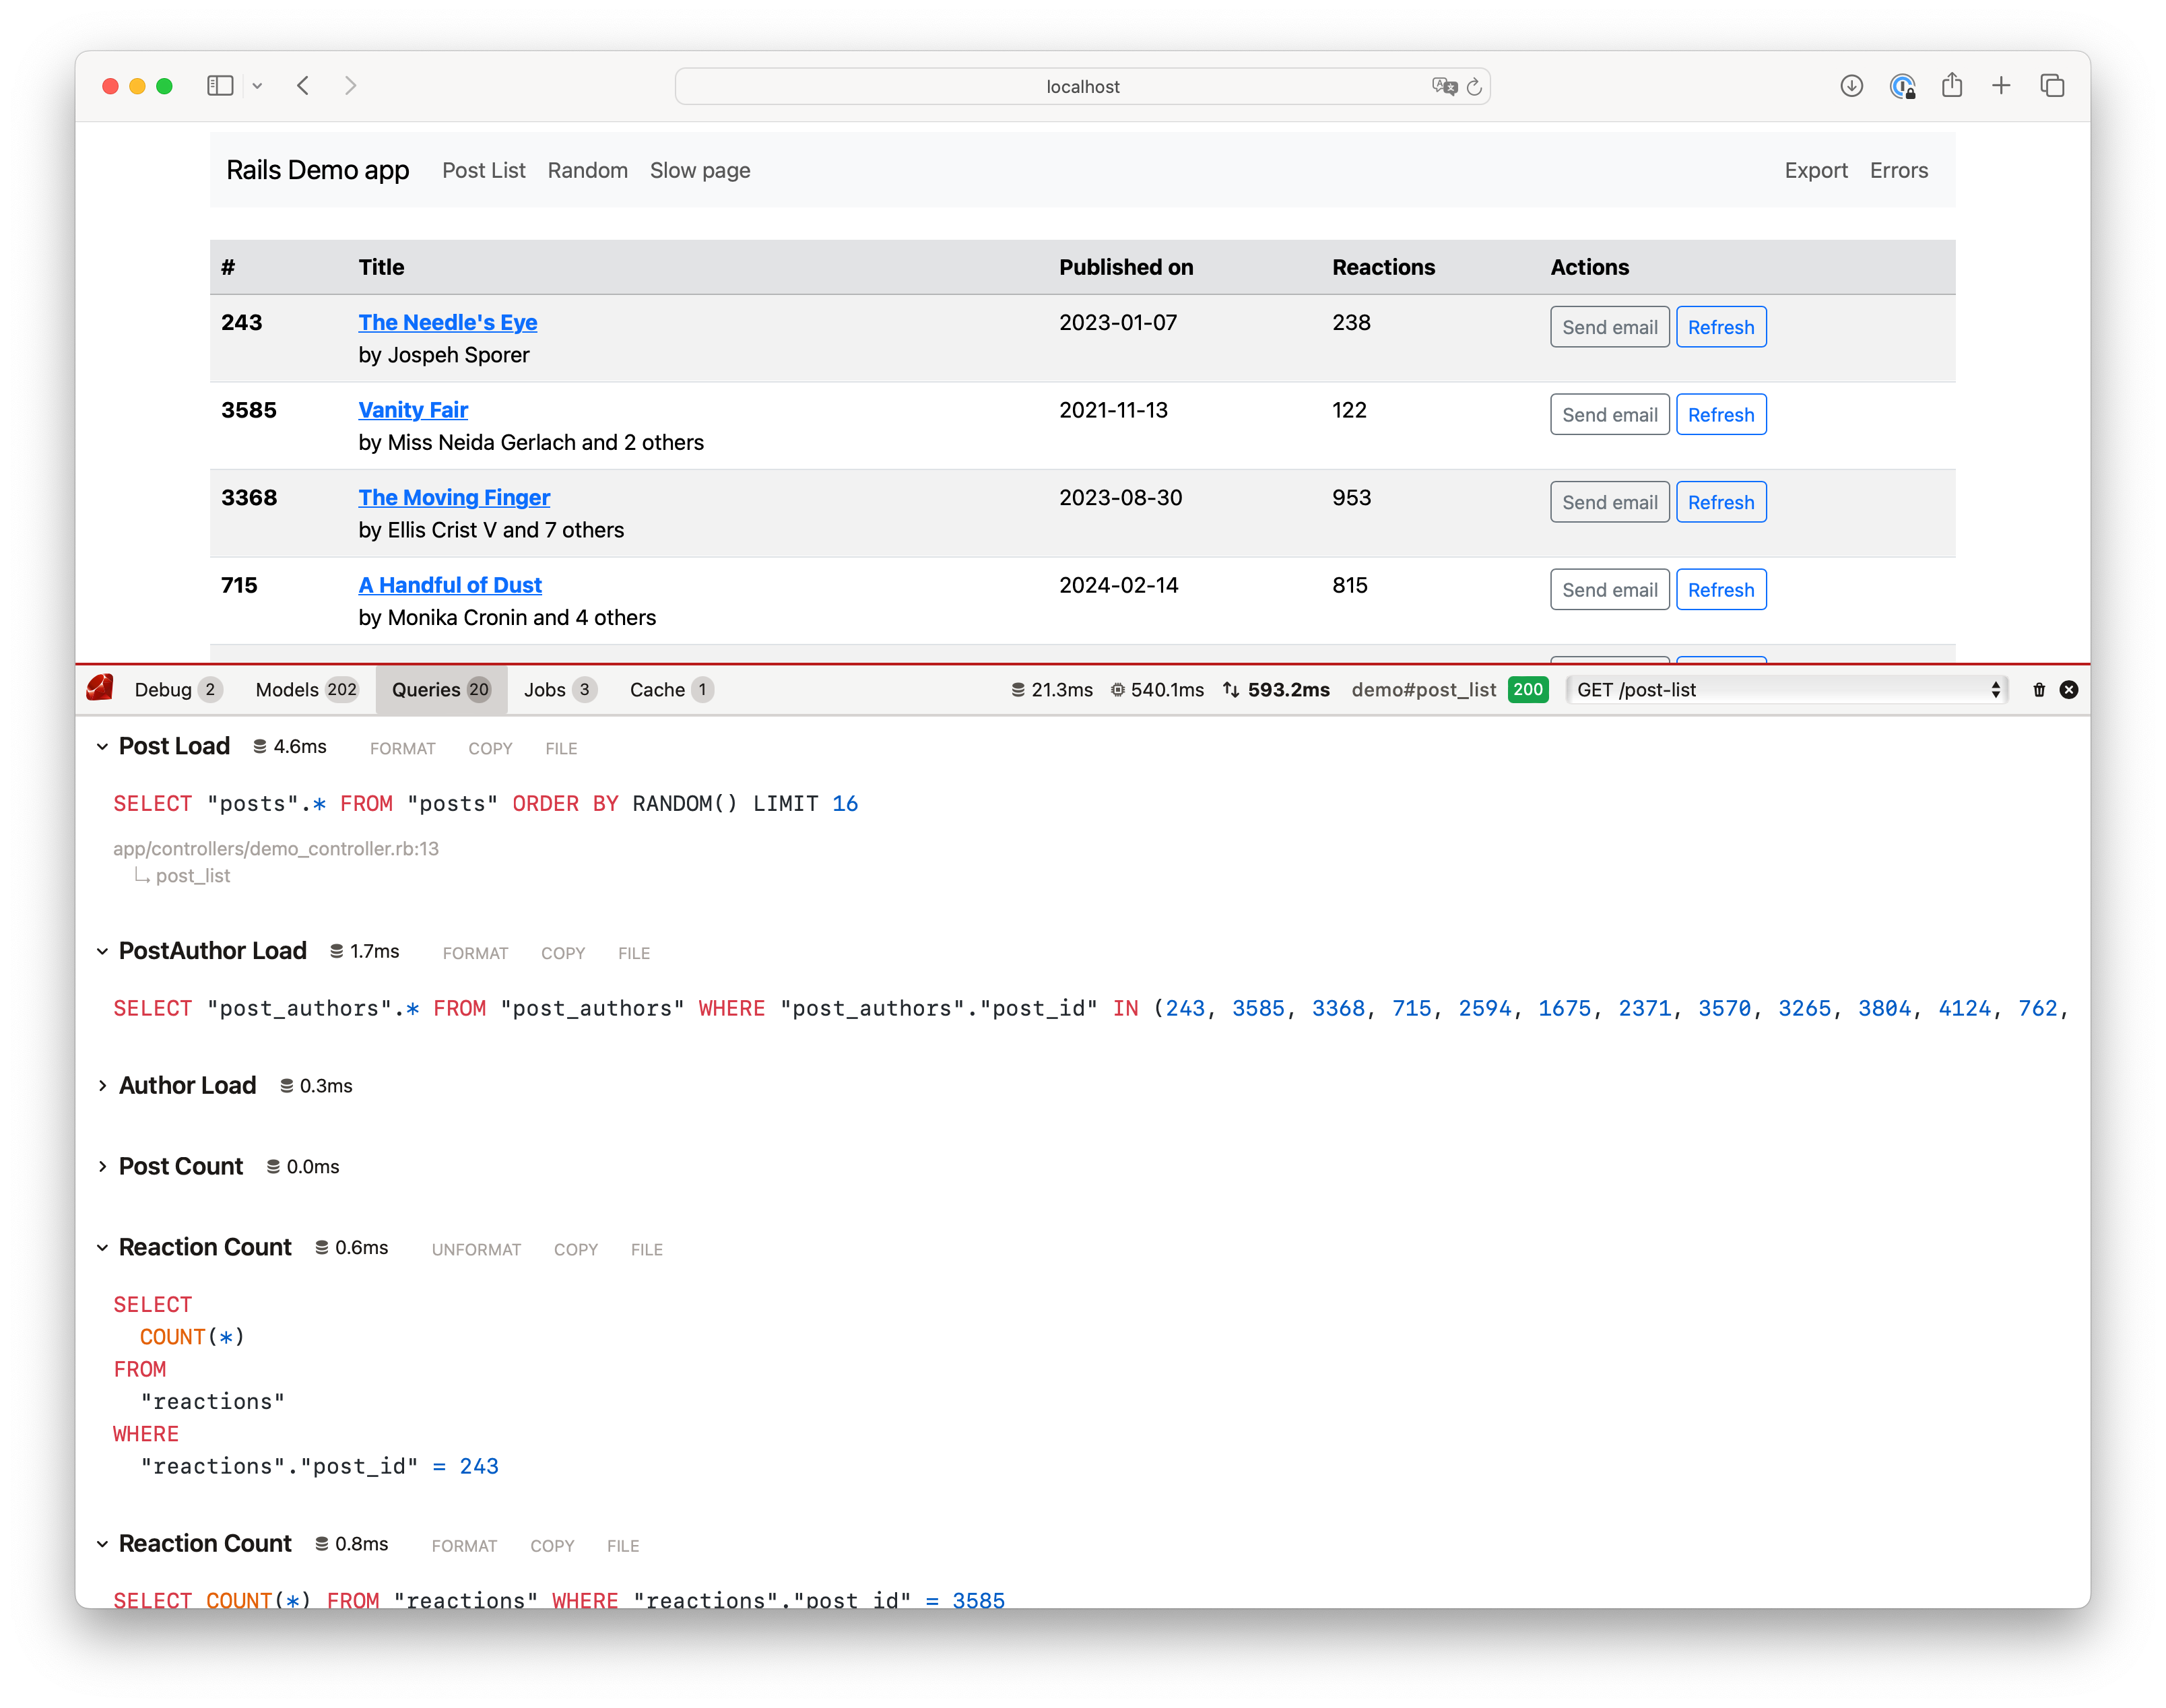 localhost
Rails Demo app Post List Random Slow page Export Errors
# Title Published on Reactions Actions
243 The Needle's Eye 2023-01-07 238 Send email Refresh
by Jospeh Sporer
3585 Vanity Fair 2021-11-13 122 Send email Refresh
by Miss Neida Gerlach and 2 others
3368 The Moving Finger 2023-08-30 953 Send email Refresh
by Ellis Crist V and 7 others
715 A Handful of Dust 2024-02-14 815 Send email Refresh
by Monika Cronin and 4 others
Debug 2 Models 202 Queries 20 Jobs 3 Cache 1 21.3ms 540.1ms 593.2ms demo#post_list 200 GET /post-list
Post Load 4.6ms FORMAT COPY FILE
SELECT "posts".* FROM "posts" ORDER BY RANDOM() LIMIT 16
app/controllers/demo_controller.rb:13
post_list
PostAuthor Load 1.7ms FORMAT COPY FILE
SELECT "post_authors".* FROM "post_authors" WHERE "post_authors"."post_id" IN (243, 3585, 3368, 715, 2594, 1675, 2371, 3570, 3265, 3804, 4124, 762,
Author Load 0.3ms
Post Count 0.0ms
Reaction Count 0.6ms UNFORMAT COPY FILE
SELECT
COUNT(*)
FROM
"reactions"
WHERE
"reactions"."post_id" = 243
Reaction Count 0.8ms FORMAT COPY FILE
SELECT COUNT(*) FROM "reactions" WHERE "reactions"."post_id" = 3585